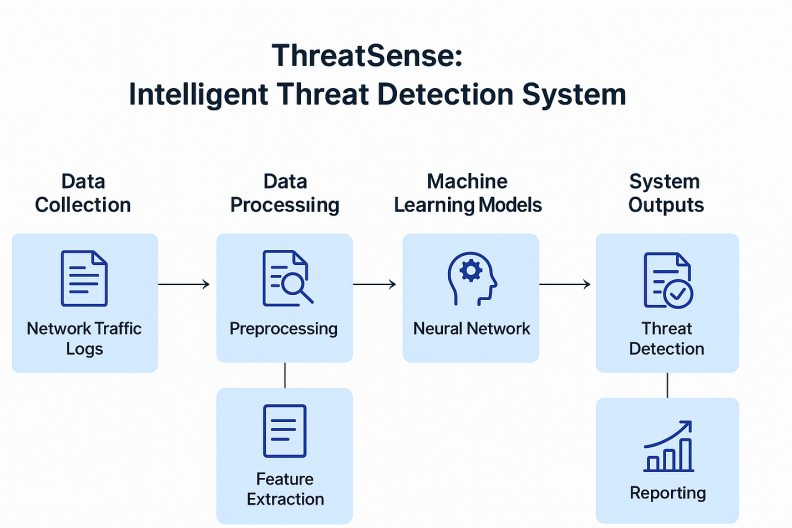 ThreatSense:
Intelligent Threat Detection System
Data
Collection
Data
Processing
Machine
Learning Models
System
Outputs
Network Traffic
Logs
Preprocessing
Neural Network
Threat
Detection
Feature
Extraction
Reporting